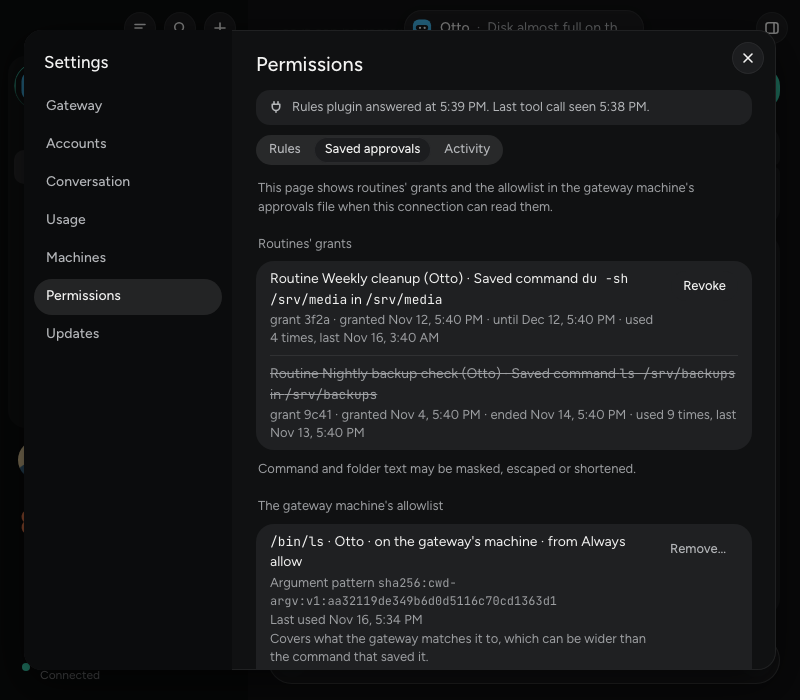 Otto · Disk almost full on th
Settings
Gateway
Accounts
Conversation
Usage
Machines
Permissions
Updates
Connected
Permissions
Rules plugin answered at 5:39 PM. Last tool call seen 5:38 PM.
Rules Saved approvals Activity
This page shows routines' grants and the allowlist in the gateway machine's
approvals file when this connection can read them.
Routines' grants
Routine Weekly cleanup (Otto) · Saved command du -sh
/srv/media in /srv/media
Revoke
grant 3f2a · granted Nov 12, 5:40 PM · until Dec 12, 5:40 PM · used
4 times, last Nov 16, 3:40 AM
Routine Nightly backup check (Otto) · Saved command ls /srv/backups
in /srv/backups
grant 9c41 · granted Nov 4, 5:40 PM · ended Nov 14, 5:40 PM · used 9 times, last
Nov 13, 5:40 PM
Command and folder text may be masked, escaped or shortened.
The gateway machine's allowlist
/bin/ls · Otto · on the gateway's machine · from Always
allow
Remove...
Argument pattern sha256:cwd-
argv:v1:aa32119de349b6d0d5116c70cd1363d1
Last used Nov 16, 5:34 PM
Covers what the gateway matches it to, which can be wider than
the command that saved it.